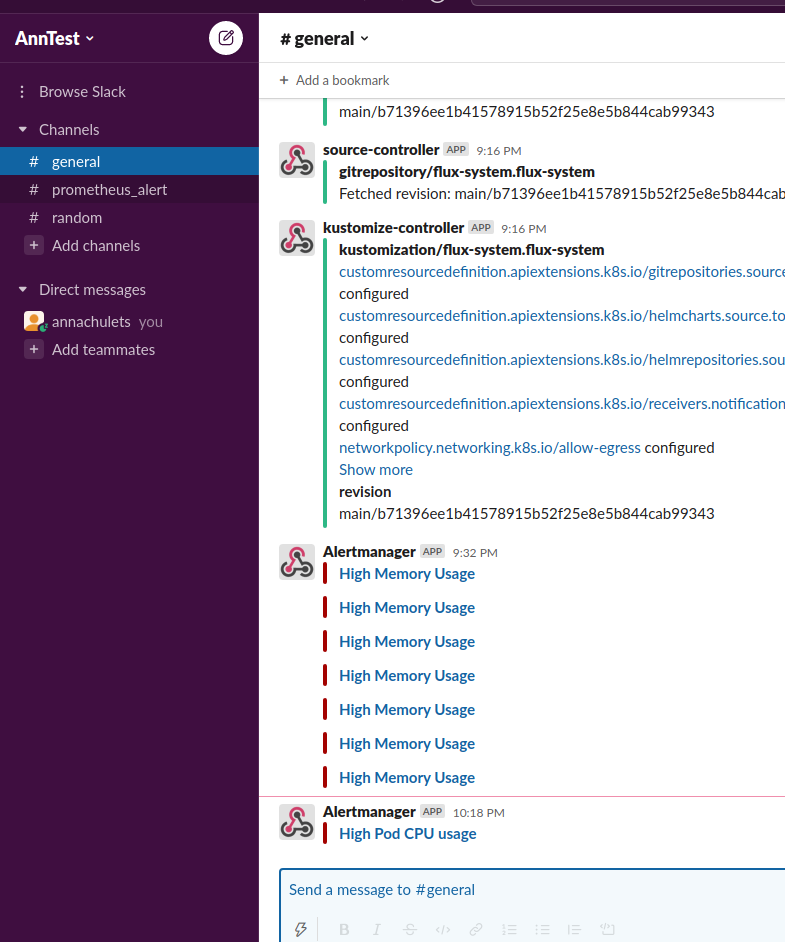 AnnTest
# general
+ Add a bookmark
Browse Slack
Channels
# general
# prometheus_alert
# random
+ Add channels
Direct messages
annachulets you
+ Add teammates
main/b71396ee1b41578915b52f25e8e5b844cab99343
source-controller APP 9:16 PM
gitrepository/flux-system.flux-system
Fetched revision: main/b71396ee1b41578915b52f25e8e5b844cab
kustomize-controller APP 9:16 PM
kustomization/flux-system.flux-system
customresourcedefinition.apiextensions.k8s.io/gitrepositories.source
configured
customresourcedefinition.apiextensions.k8s.io/helmcharts.source.to
configured
customresourcedefinition.apiextensions.k8s.io/helmrepositories.sou
configured
customresourcedefinition.apiextensions.k8s.io/receivers.notification
configured
networkpolicy.networking.k8s.io/allow-egress configured
Show more
revision
main/b71396ee1b41578915b52f25e8e5b844cab99343
Alertmanager APP 9:32 PM
High Memory Usage
High Memory Usage
High Memory Usage
High Memory Usage
High Memory Usage
High Memory Usage
High Memory Usage
Alertmanager APP 10:18 PM
High Pod CPU usage
Send a message to #general
B I S